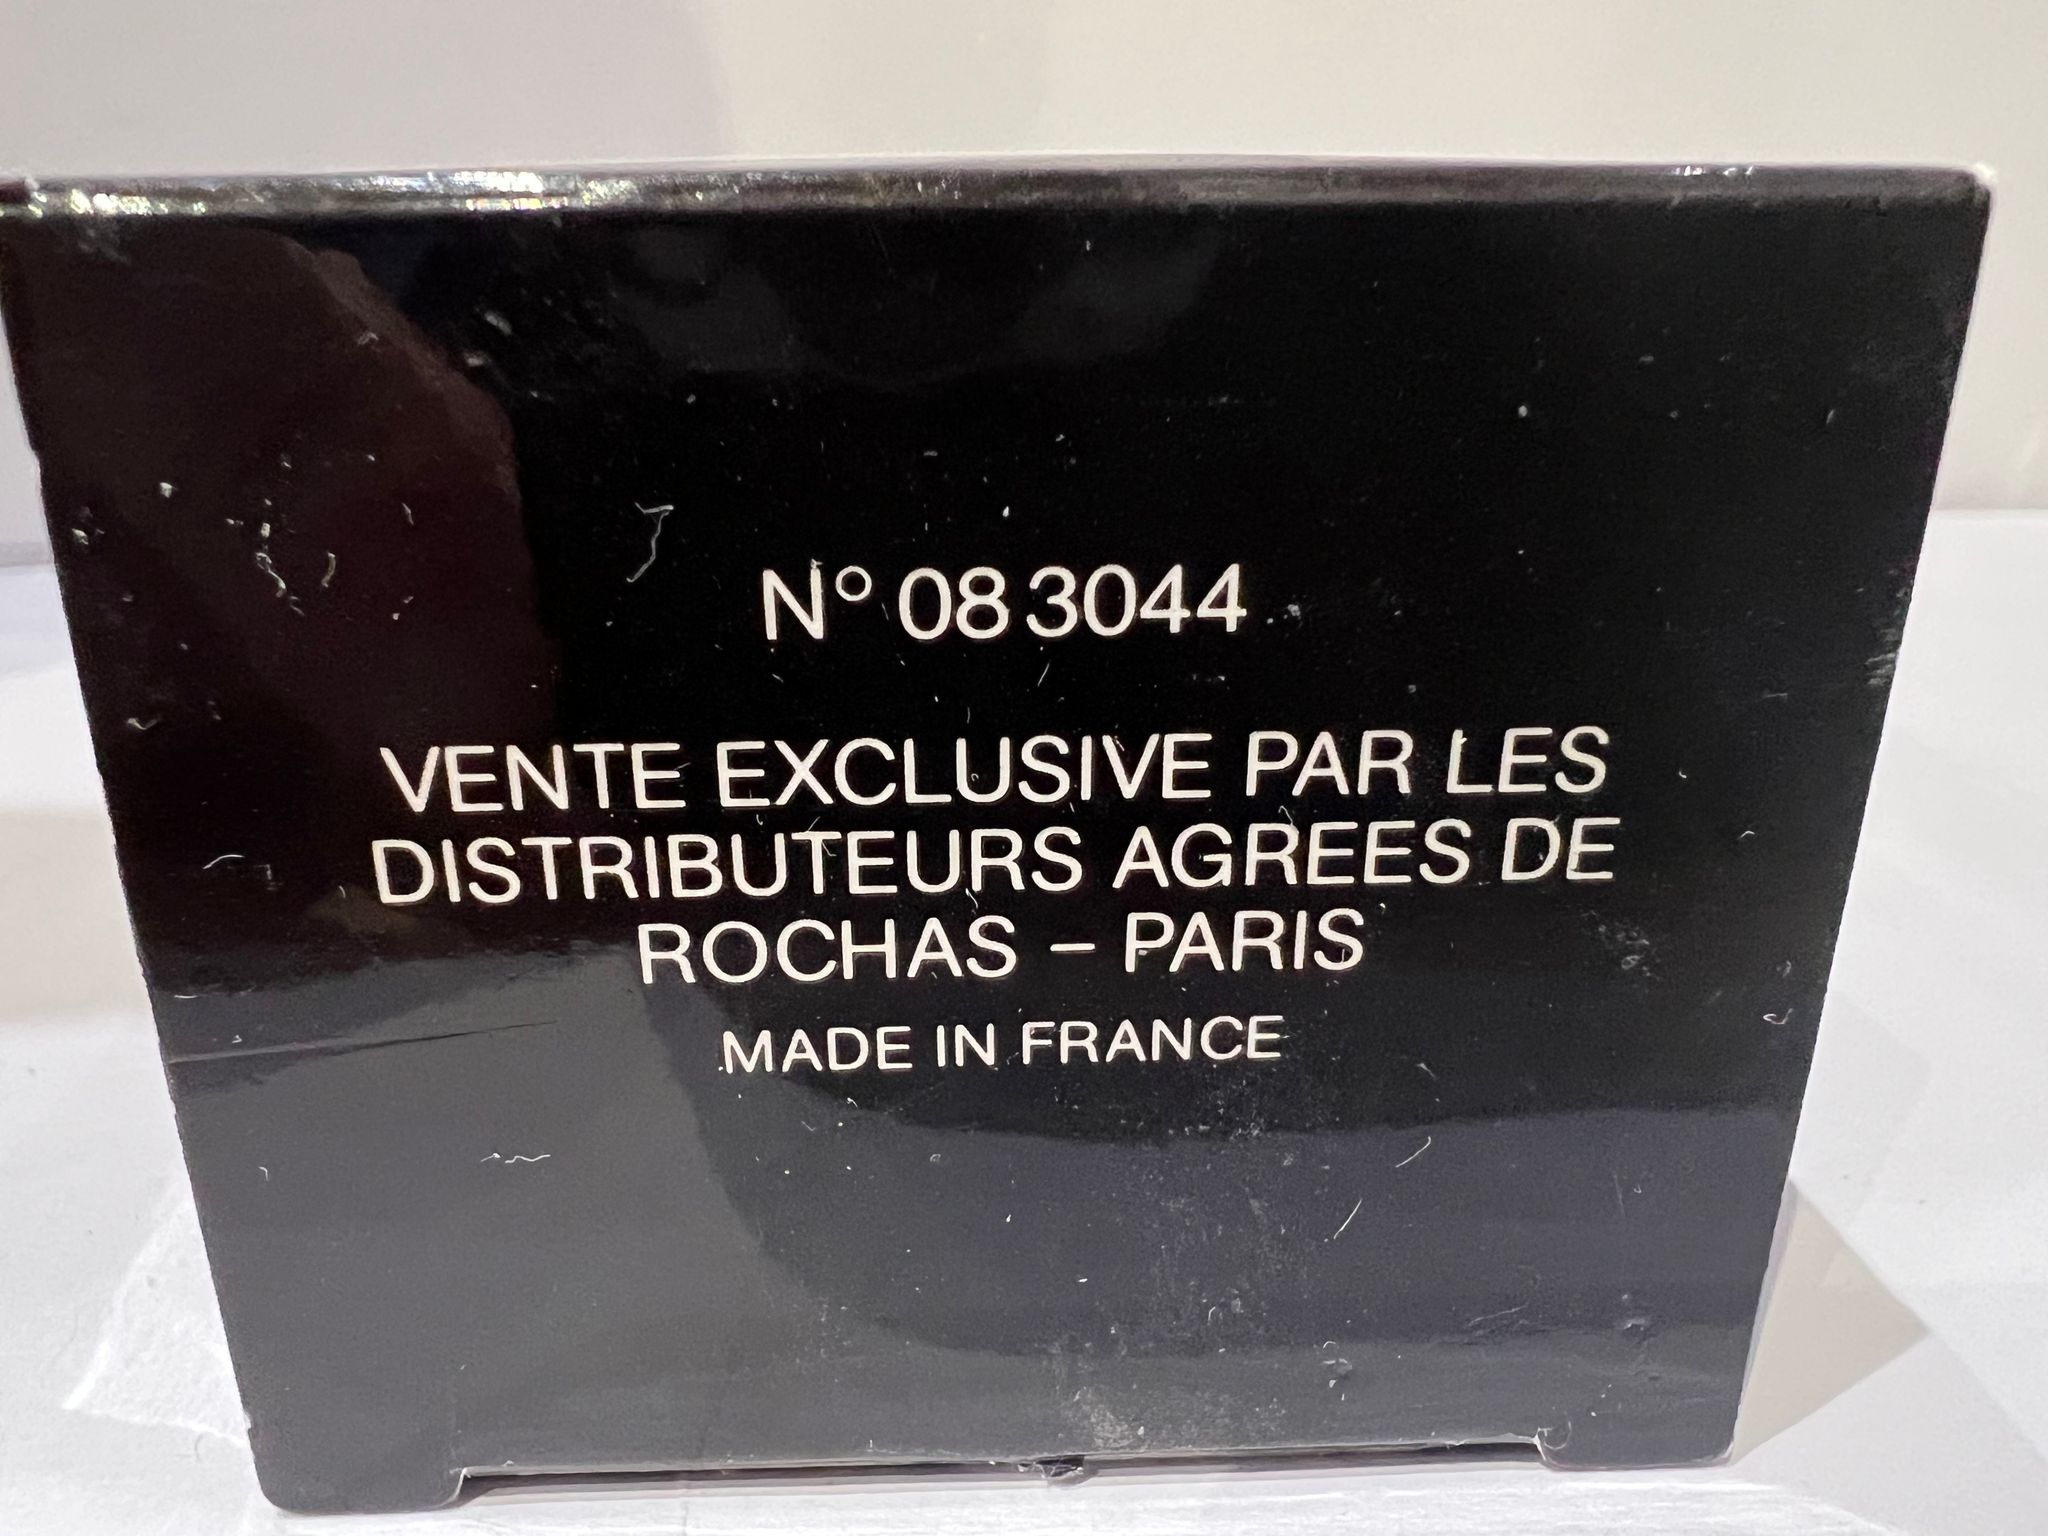 N° 08 3044
VENTE EXCLUSIVE PAR LES
DISTRIBUTEURS AGREES DE
ROCHAS – PARIS
MADE IN FRANCE